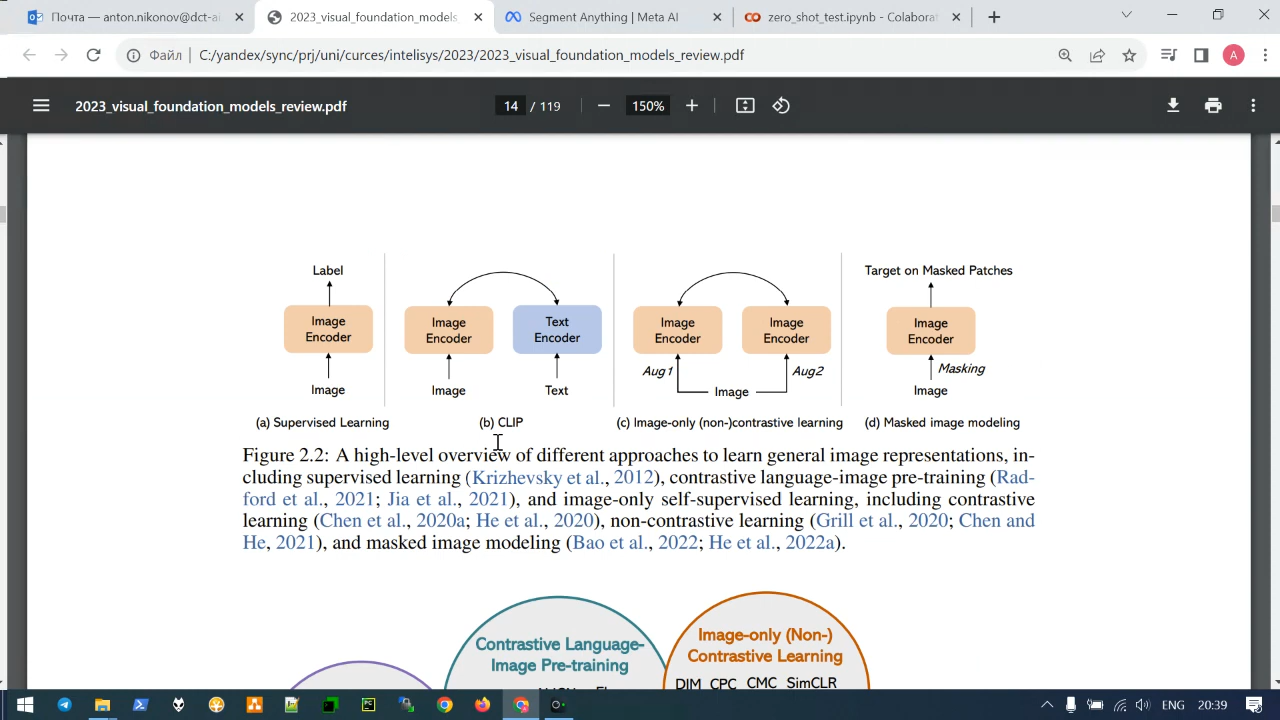 Почта — anton.nikonov@dct-ai
2023_visual_foundation_models
Segment Anything | Meta AI
zero_shot_test.ipynb - Colaborat
Файл
C:/yandex/sync/prj/uni/curces/intelisys/2023/2023_visual_foundation_models_review.pdf
A
2023_visual_foundation_models_review.pdf
14 / 119
150%
Label
Image Encoder
Image
(a) Supervised Learning
Image Encoder
Text Encoder
Image
Text
(b) CLIP
Image Encoder
Image Encoder
Aug1
Aug2
Image
(c) Image-only (non-)contrastive learning
Target on Masked Patches
Image Encoder
Masking
Image
(d) Masked image modeling
Figure 2.2: A high-level overview of different approaches to learn general image representations, in-
cluding supervised learning (Krizhevsky et al., 2012), contrastive language-image pre-training (Rad-
ford et al., 2021; Jia et al., 2021), and image-only self-supervised learning, including contrastive
learning (Chen et al., 2020a; He et al., 2020), non-contrastive learning (Grill et al., 2020; Chen and
He, 2021), and masked image modeling (Bao et al., 2022; He et al., 2022a).
Contrastive Language-
Image Pre-training
Image-only (Non-)
Contrastive Learning
DIM CPC CMC SimCLR
ENG
20:39